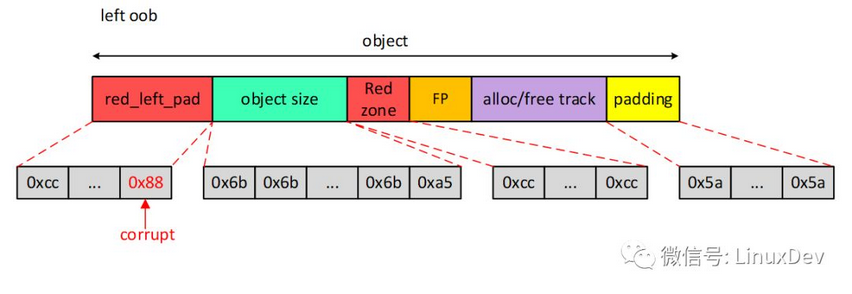 left oob
object
red_left_pad
object size
Red
zone
FP
alloc/free track
padding
0xcc ... 0x88
0x6b 0x6b ... 0x6b 0xa5
0xcc ... 0xcc
0x5a ... 0x5a
corrupt
微信号: LinuxDev